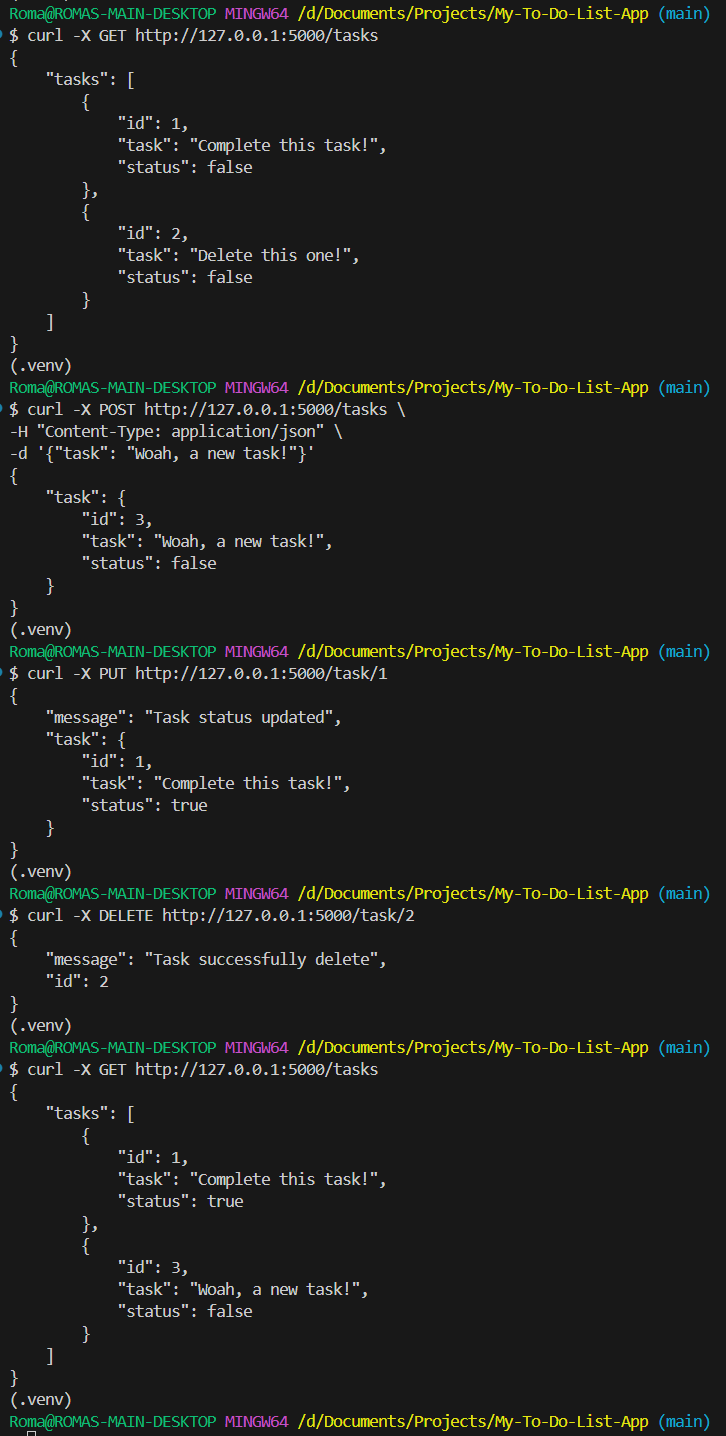 Roma@ROMAS-MAIN-DESKTOP MINGW64 /d/Documents/Projects/My-To-Do-List-App (main)
$ curl -X GET http://127.0.0.1:5000/tasks
{
    "tasks": [
        {
            "id": 1,
            "task": "Complete this task!",
            "status": false
        },
        {
            "id": 2,
            "task": "Delete this one!",
            "status": false
        }
    ]
}
(.venv)
Roma@ROMAS-MAIN-DESKTOP MINGW64 /d/Documents/Projects/My-To-Do-List-App (main)
$ curl -X POST http://127.0.0.1:5000/tasks \
-H "Content-Type: application/json" \
-d '{"task": "Woah, a new task!"}'
{
    "task": {
        "id": 3,
        "task": "Woah, a new task!",
        "status": false
    }
}
(.venv)
Roma@ROMAS-MAIN-DESKTOP MINGW64 /d/Documents/Projects/My-To-Do-List-App (main)
$ curl -X PUT http://127.0.0.1:5000/task/1
{
    "message": "Task status updated",
    "task": {
        "id": 1,
        "task": "Complete this task!",
        "status": true
    }
}
(.venv)
Roma@ROMAS-MAIN-DESKTOP MINGW64 /d/Documents/Projects/My-To-Do-List-App (main)
$ curl -X DELETE http://127.0.0.1:5000/task/2
{
    "message": "Task successfully delete",
    "id": 2
}
(.venv)
Roma@ROMAS-MAIN-DESKTOP MINGW64 /d/Documents/Projects/My-To-Do-List-App (main)
$ curl -X GET http://127.0.0.1:5000/tasks
{
    "tasks": [
        {
            "id": 1,
            "task": "Complete this task!",
            "status": true
        },
        {
            "id": 3,
            "task": "Woah, a new task!",
            "status": false
        }
    ]
}
(.venv)
Roma@ROMAS-MAIN-DESKTOP MINGW64 /d/Documents/Projects/My-To-Do-List-App (main)